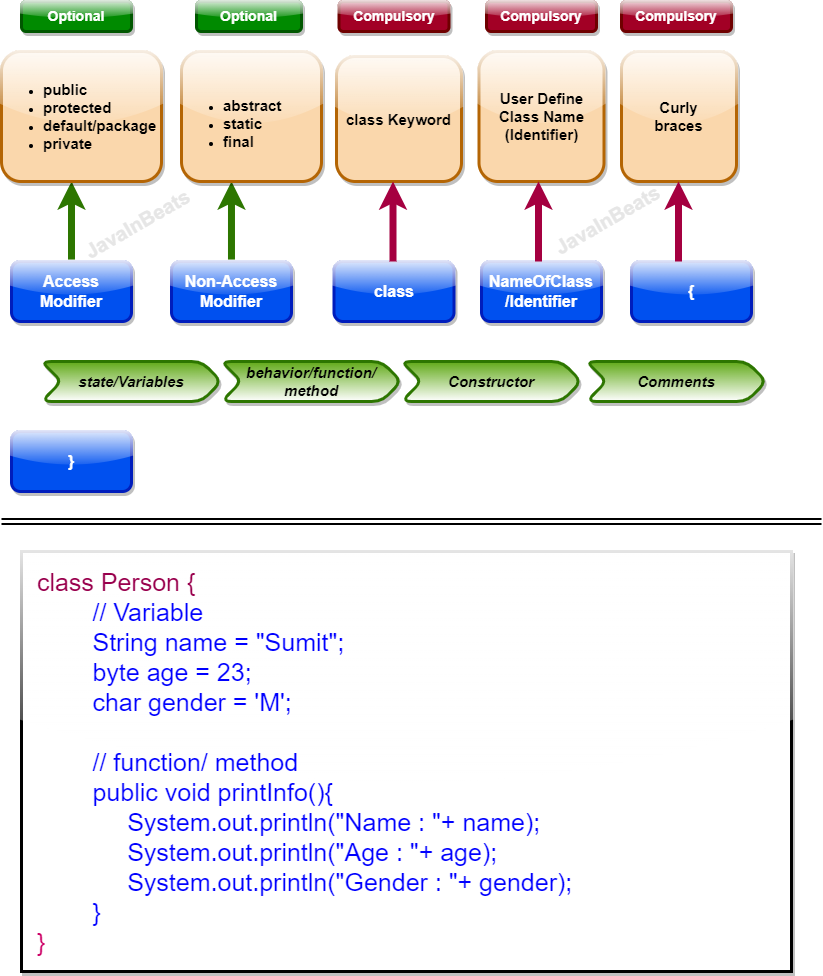 Optional
Optional
Compulsory
Compulsory
Compulsory
• public
• protected
• default/package
• private
• abstract
• static
• final
class Keyword
User Define
Class Name
(Identifier)
Curly
braces
JavaInBeats
JavaInBeats
Access
Modifier
Non-Access
Modifier
class
NameOfClass
/Identifier
{
state/Variables
behavior/function/
method
Constructor
Comments
}
class Person {
// Variable
String name = "Sumit";
byte age = 23;
char gender = 'M';
// function/ method
public void printInfo(){
System.out.println("Name : "+ name);
System.out.println("Age : "+ age);
System.out.println("Gender : "+ gender);
}
}